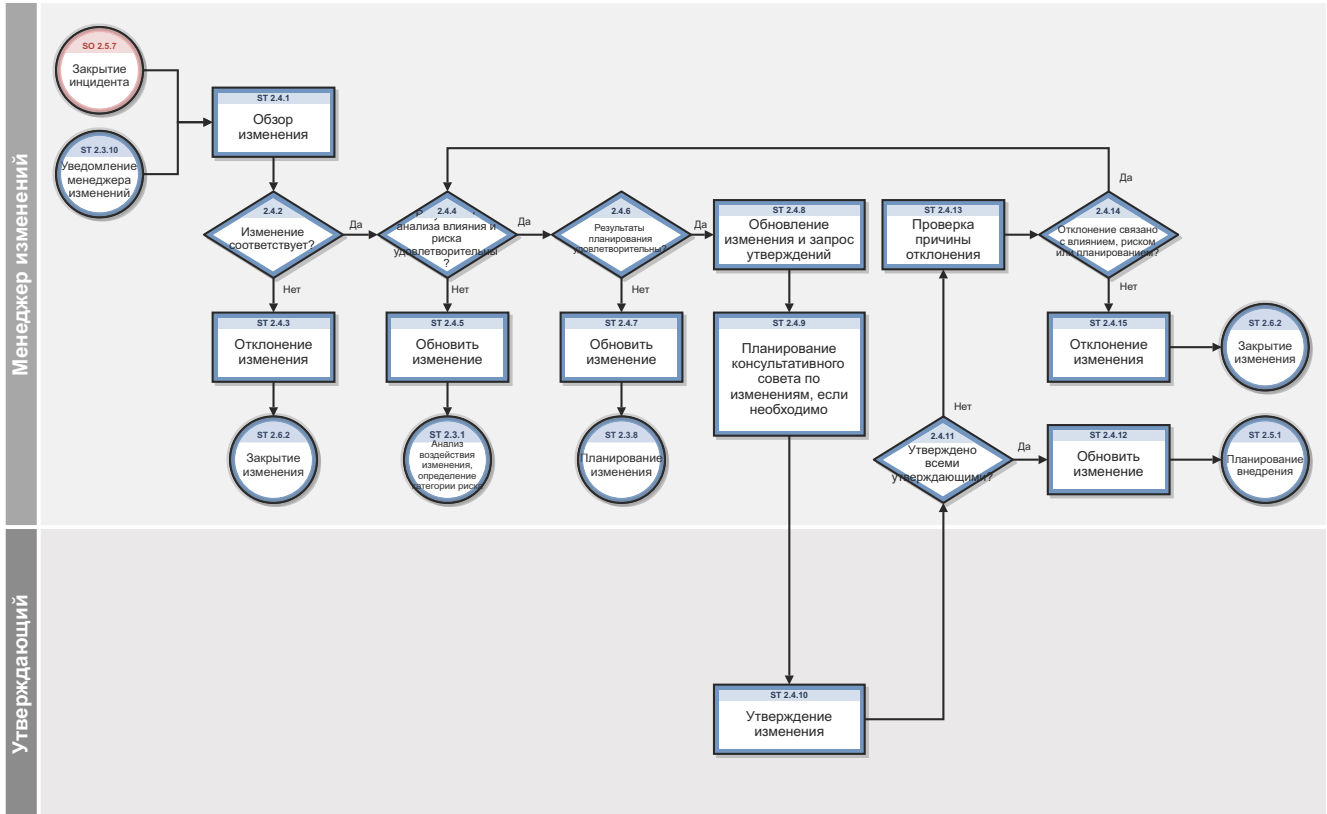 Менеджер изменений
Утверждающий
SO 2.5.7
Закрытие
инцидента
ST 2.3.10
Уведомление
менеджера
изменений
ST 2.4.1
Обзор
изменения
2.4.2
Изменение
соответствует?
Да
Нет
ST 2.4.3
Отклонение
изменения
ST 2.6.2
Закрытие
изменения
2.4.4
анализа влияния и
риска
удовлетворительны
?
Да
Нет
ST 2.4.5
Обновить
изменение
ST 2.3.1
Анализ
воздействия
изменения,
определение
категории риска
2.4.6
Результаты
планирования
удовлетворительны?
Да
Нет
ST 2.4.7
Обновить
изменение
ST 2.3.8
Планирование
изменения
ST 2.4.8
Обновление
изменения и запрос
утверждений
ST 2.4.9
Планирование
консультативного
совета по
изменениям, если
необходимо
ST 2.4.10
Утверждение
изменения
2.4.11
Утверждено
всеми
утверждающими?
Да
Нет
ST 2.4.12
Обновить
изменение
ST 2.5.1
Планирование
внедрения
ST 2.4.13
Проверка
причины
отклонения
2.4.14
Отклонение связано
с влиянием, риском
или планированием?
Да
Нет
ST 2.4.15
Отклонение
изменения
ST 2.6.2
Закрытие
изменения